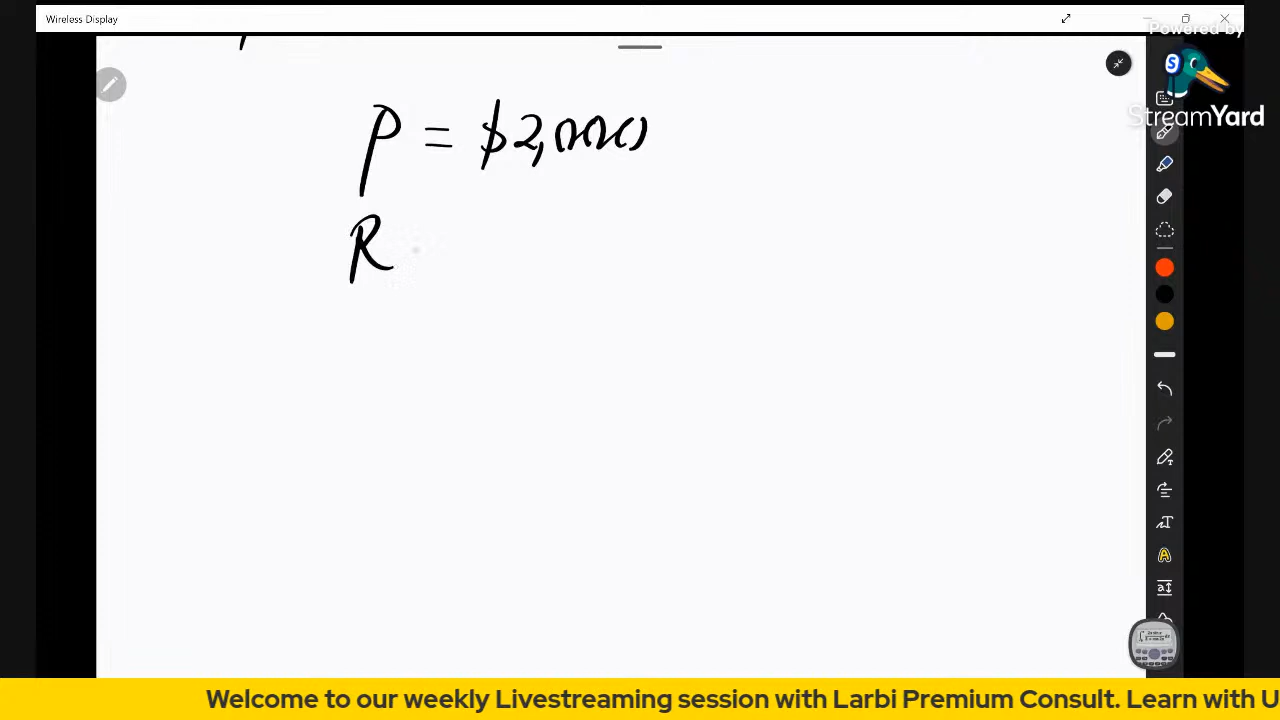 Wireless Display
Powered by
StreamYard
P = $2,000
R
Welcome to our weekly Livestreaming session with Larbi Premium Consult. Learn with U